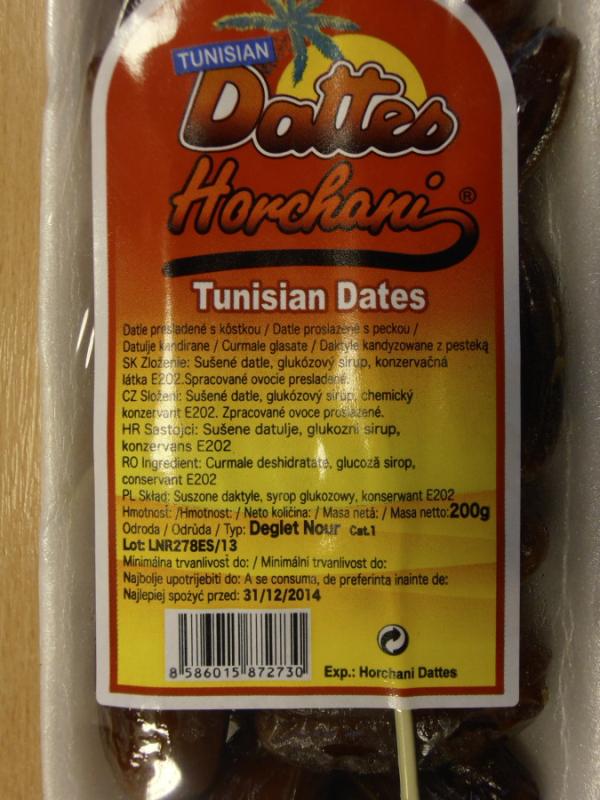 TUNISIAN
Dattes
Horchani ®
Tunisian Dates
Datle presladené s kôstkou / Datle proslazené s peckou /
Datulje kandirane / Curmale glasate / Daktyle kandyzowane z pesteką
SK Zloženie: Sušené datle, glukózový sirup, konzervačná
látka E202.Spracované ovocie presladené.
CZ Složení: Sušené datle, glukózový sirup, chemický
konzervant E202. Zpracované ovoce proslazené.
HR Sastojci: Sušene datulje, glukozni sirup,
konzervans E202
RO Ingredient: Curmale deshidratate, glucoză sirop,
conservant E202
PL Skład: Suszone daktyle, syrop glukozowy, konserwant E202
Hmotnosť: /Hmotnost: / Neto količina: / Masa netă: / Masa netto: 200g
Odroda / Odrůda / Typ: Deglet Nour Cat.1
Lot: LNR278ES/13
Minimálna trvanlivosť do: / Minimální trvanlivost do:
Najbolje upotrijebiti do: A se consuma, de preferinta inainte de:
Najlepiej spożyć przed: 31/12/2014
8 586015 872730
Exp.: Horchani Dattes